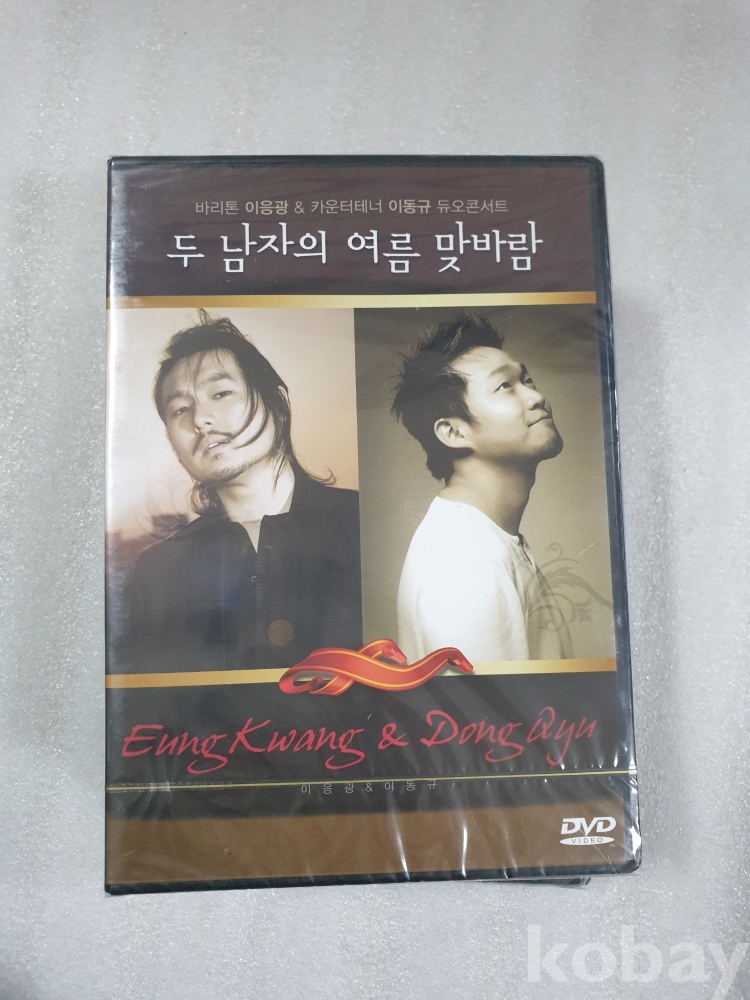 바리톤 이응광 & 카운터테너 이동규 듀오콘서트
두 남자의 여름 맞바람
Eung Kwang & Dong Qyu
이응광&이동규
DVD
VIDEO
kobay